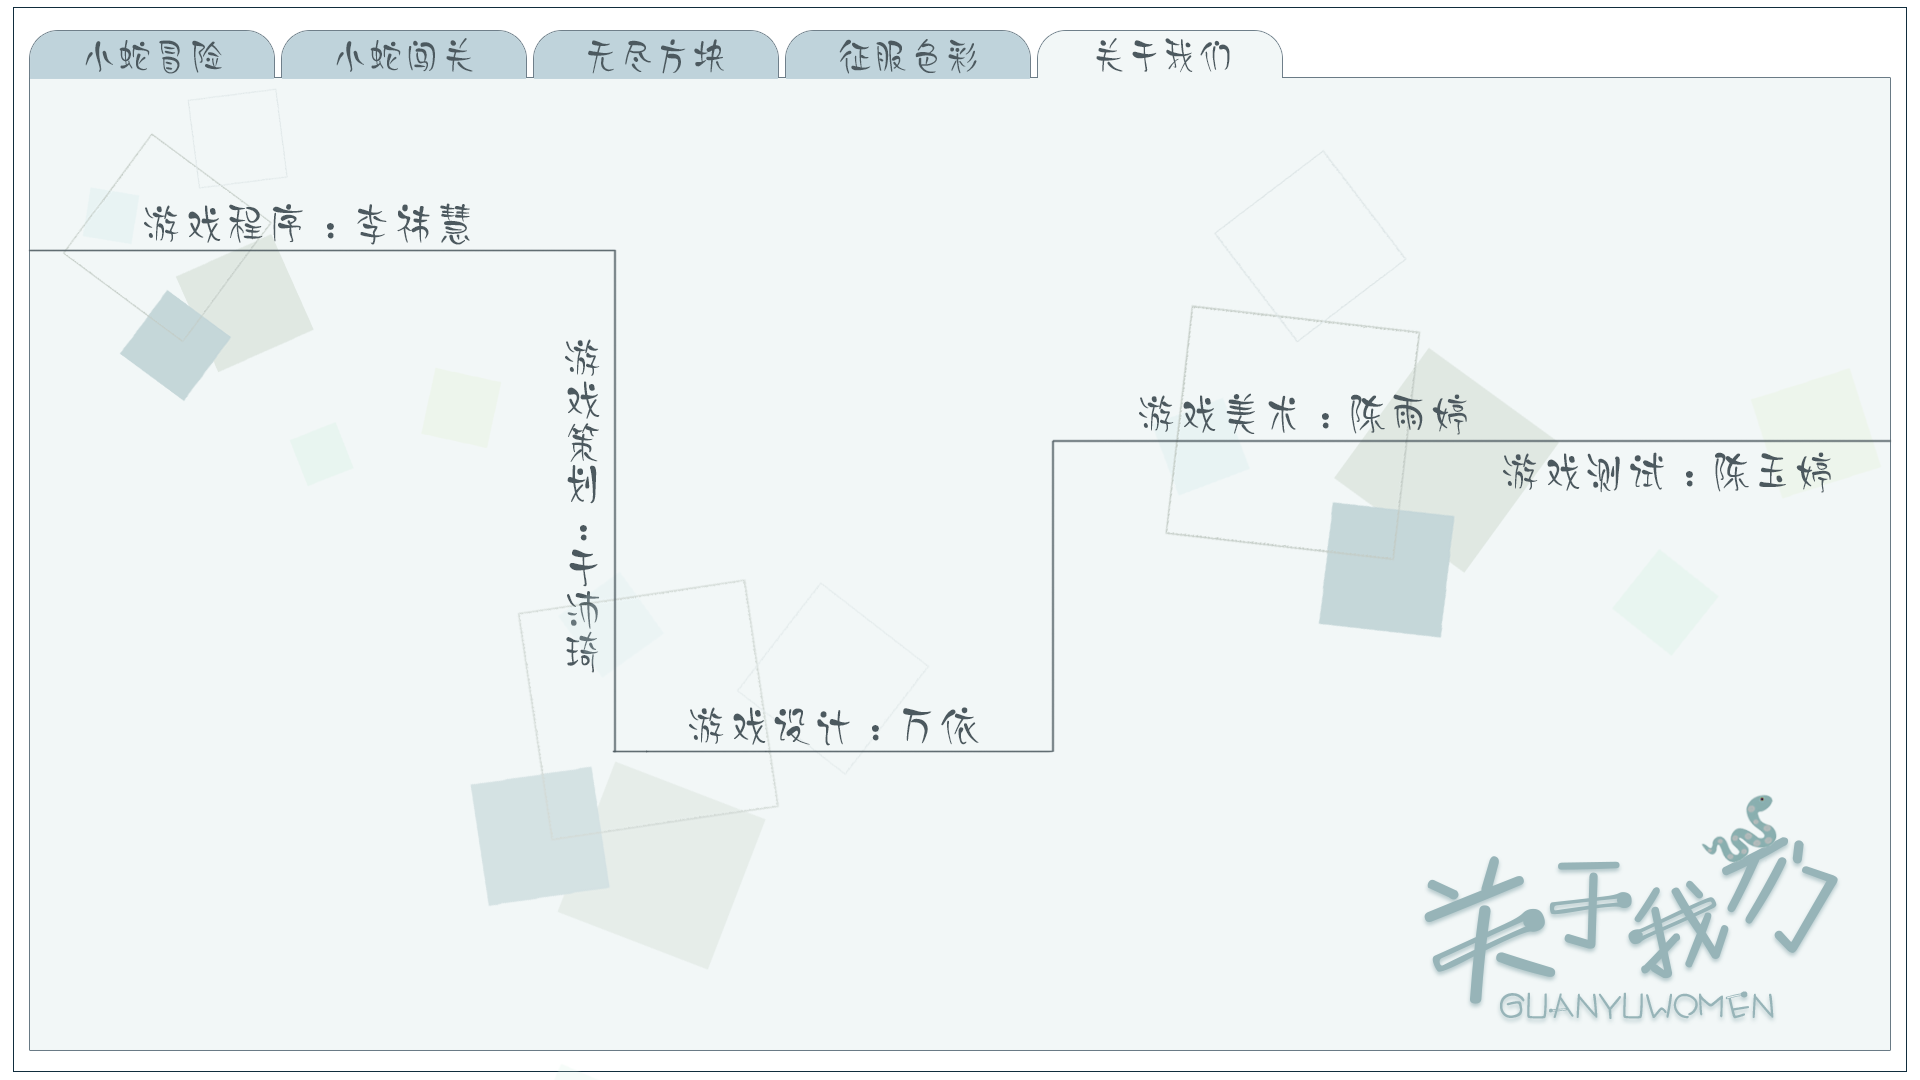 小蛇冒险
小蛇闯关
无尽方块
征服色彩
关于我们
游戏程序：李祎慧
游戏策划：于沛琦
游戏设计：万依
游戏美术：陈雨婷
游戏测试：陈玉婷
关于我们
GUANYUWOMEN